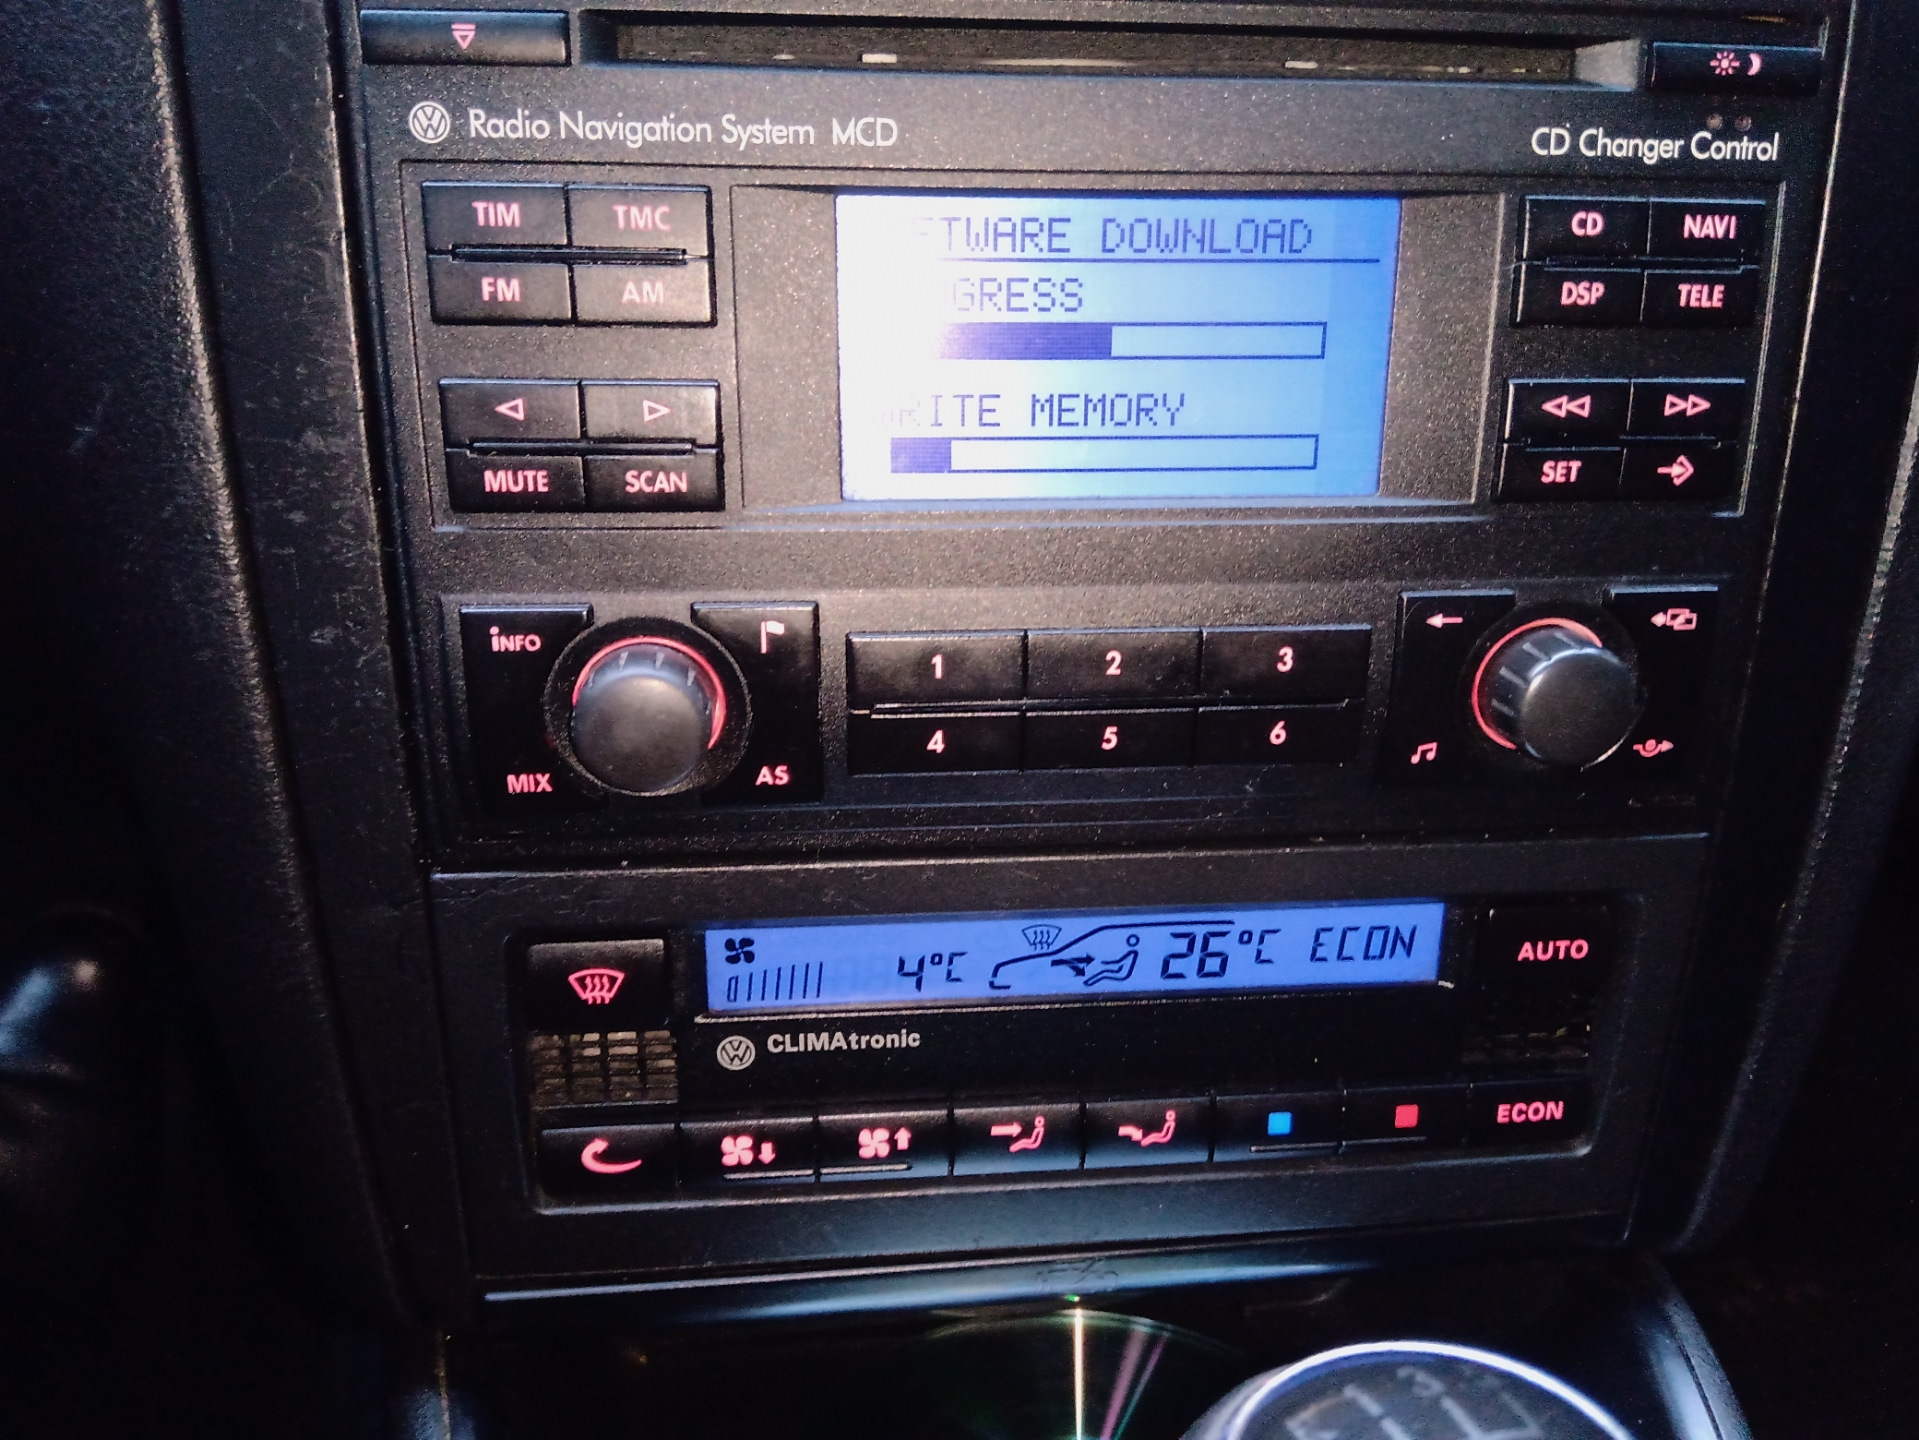 Radio Navigation System MCD
CD Changer Control
TIM TMC
FM AM
MUTE SCAN
TWARE DOWNLOAD
GRESS
RITE MEMORY
CD NAVI
DSP TELE
SET
INFO
MIX
AS
1 2 3
4 5 6
4°C 26°C ECON
AUTO
CLIMAtronic
ECON